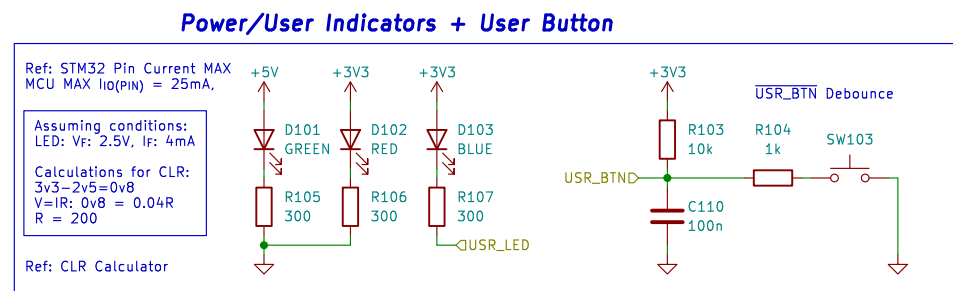 Power/User Indicators + User Button
Ref: STM32 Pin Current MAX
MCU MAX IIO(PIN) = 25mA,
Assuming conditions:
LED: VF: 2.5V, IF: 4mA
Calculations for CLR:
3v3-2v5=0v8
V=IR: 0v8 = 0.04R
R = 200
Ref: CLR Calculator
+5V
D101
GREEN
R105
300
+3V3
D102
RED
R106
300
+3V3
D103
BLUE
R107
300
USR_LED
+3V3
R103
10k
USR_BTN
C110
100n
USR_BTN Debounce
R104
1k
SW103